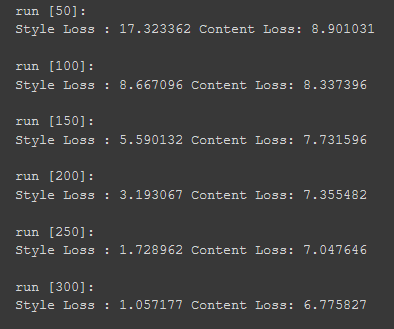 run [50]:
Style Loss : 17.323362 Content Loss: 8.901031
run [100]:
Style Loss : 8.667096 Content Loss: 8.337396
run [150]:
Style Loss : 5.590132 Content Loss: 7.731596
run [200]:
Style Loss : 3.193067 Content Loss: 7.355482
run [250]:
Style Loss : 1.728962 Content Loss: 7.047646
run [300]:
Style Loss : 1.057177 Content Loss: 6.775827